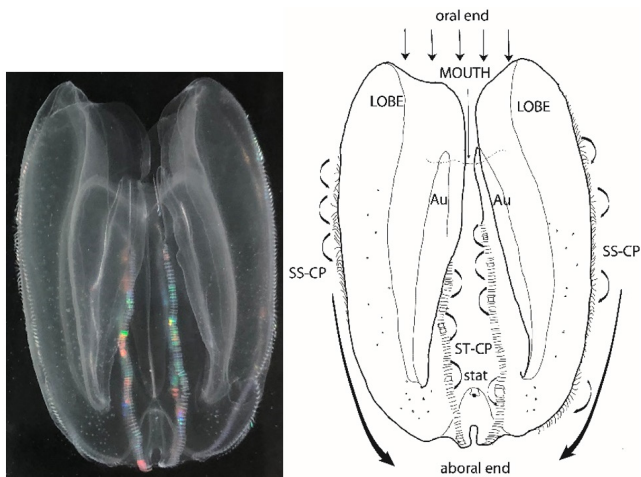 oral end
MOUTH
LOBE
LOBE
Au
Au
SS-CP
SS-CP
ST-CP
stat
aboral end